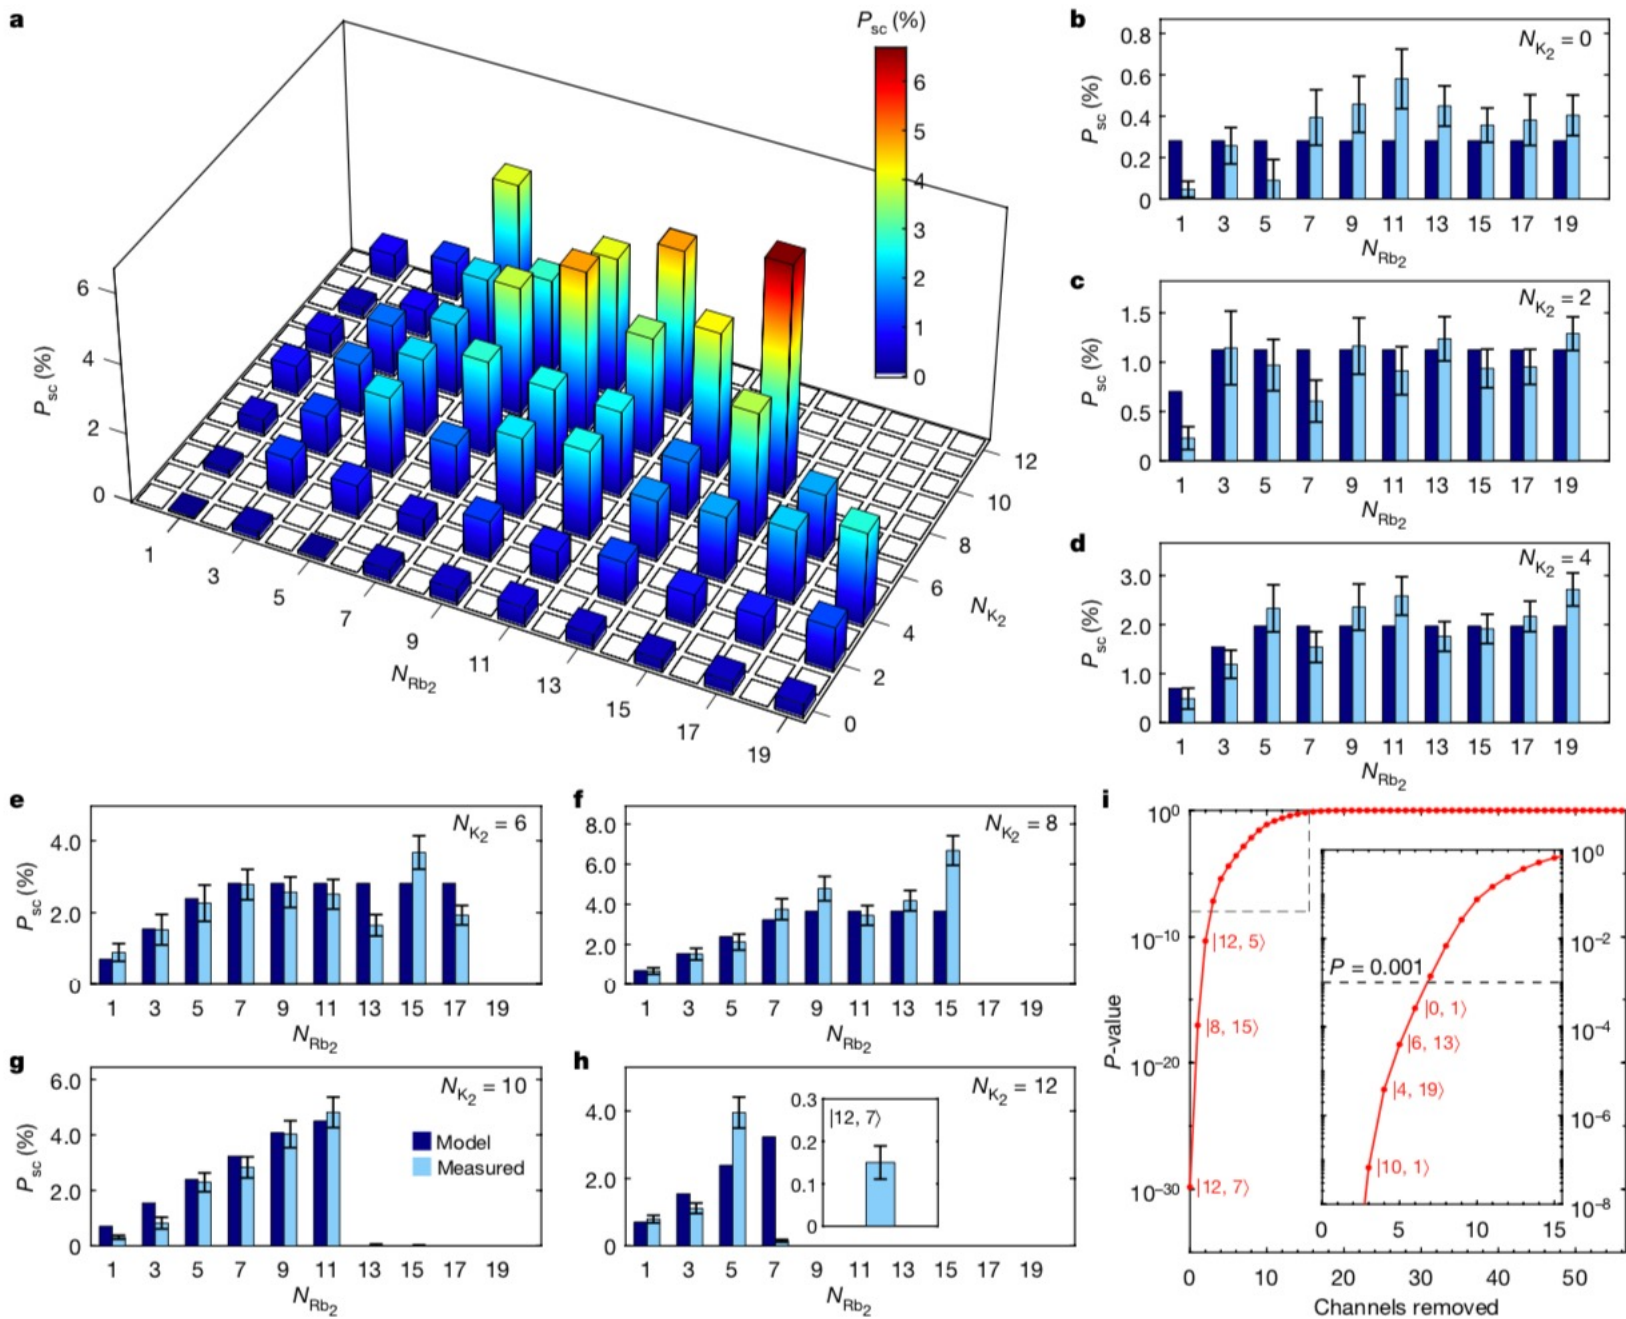 a
P_sc (%)
6
5
4
3
2
1
0
6
4
2
0
P_sc (%)
1
3
5
7
9
11
13
15
17
19
N_Rb₂
0
2
4
6
8
10
12
N_K₂
b
N_K₂ = 0
P_sc (%)
0.8
0.6
0.4
0.2
0
1 3 5 7 9 11 13 15 17 19
N_Rb₂
c
N_K₂ = 2
P_sc (%)
1.5
1.0
0.5
0
1 3 5 7 9 11 13 15 17 19
N_Rb₂
d
N_K₂ = 4
P_sc (%)
3.0
2.0
1.0
0
1 3 5 7 9 11 13 15 17 19
N_Rb₂
e
N_K₂ = 6
P_sc (%)
4.0
2.0
0
1 3 5 7 9 11 13 15 17 19
N_Rb₂
f
N_K₂ = 8
8.0
6.0
4.0
2.0
0
1 3 5 7 9 11 13 15 17 19
N_Rb₂
g
N_K₂ = 10
P_sc (%)
6.0
4.0
2.0
0
Model
Measured
1 3 5 7 9 11 13 15 17 19
N_Rb₂
h
N_K₂ = 12
4.0
2.0
0
|12, 7⟩
0.3
0.2
0.1
0
1 3 5 7 9 11 13 15 17 19
N_Rb₂
i
P-value
10⁰
10⁻¹⁰
10⁻²⁰
10⁻³⁰
|12, 5⟩
|8, 15⟩
|12, 7⟩
P = 0.001
|0, 1⟩
|6, 13⟩
|4, 19⟩
|10, 1⟩
10⁰
10⁻²
10⁻⁴
10⁻⁶
10⁻⁸
0 5 10 15
0 10 20 30 40 50
Channels removed